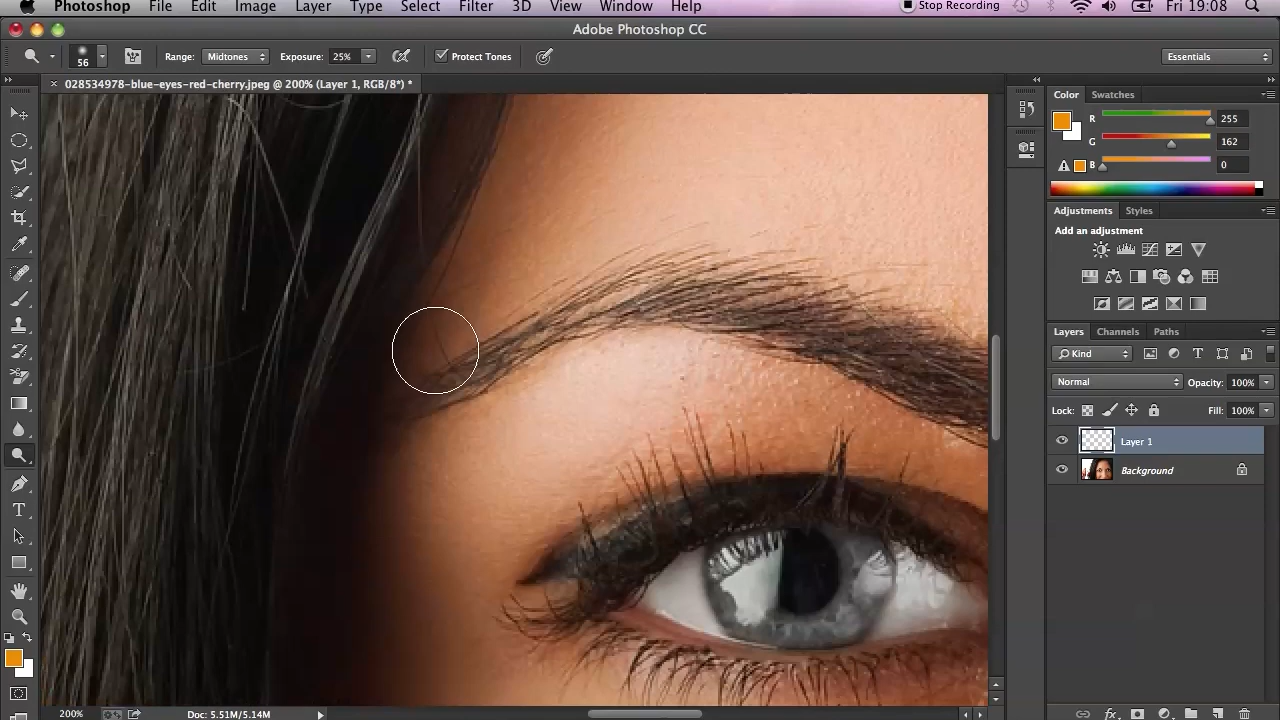 Photoshop File Edit Image Layer Type Select Filter 3D View Window Help Stop Recording Fri 19:08
Adobe Photoshop CC
56 Range: Midtones Exposure: 25% Protect Tones Essentials
028534978-blue-eyes-red-cherry.jpeg @ 200% (Layer 1, RGB/8*) *
Color Swatches
R 255
G 162
B 0
Adjustments Styles
Add an adjustment
Layers Channels Paths
Kind
Normal Opacity: 100%
Lock: Fill: 100%
Layer 1
Background
200% Doc: 5.51M/5.14M